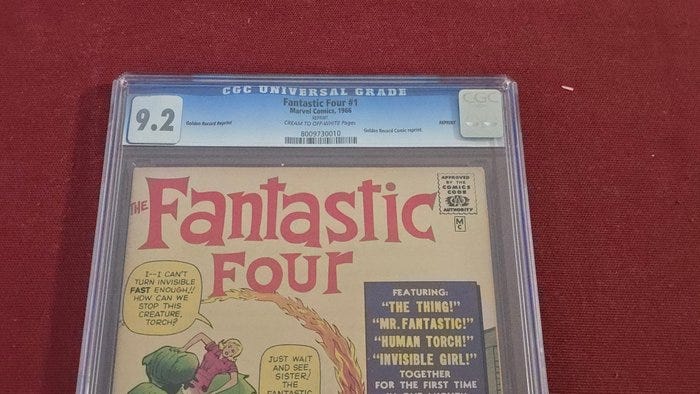 CGC UNIVERSAL GRADE
9.2
Fantastic Four #1
Marvel Comics, 1966
REPRINT
CREAM TO OFF-WHITE Pages
Golden Record Reprint
8009730010
Golden Record Comic reprint.
REPRINT
CGC
THE
FANTASTIC
FOUR
APPROVED
BY THE
COMICS
CODE
AUTHORITY
M
C
I--I CAN'T
TURN INVISIBLE
FAST ENOUGH!!
HOW CAN WE
STOP THIS
CREATURE,
TORCH?
JUST WAIT
AND SEE,
SISTER!
THE
FANTASTIC
FEATURING:
"THE THING!"
"MR. FANTASTIC!"
"HUMAN TORCH!"
"INVISIBLE GIRL!"
TOGETHER
FOR THE FIRST TIME